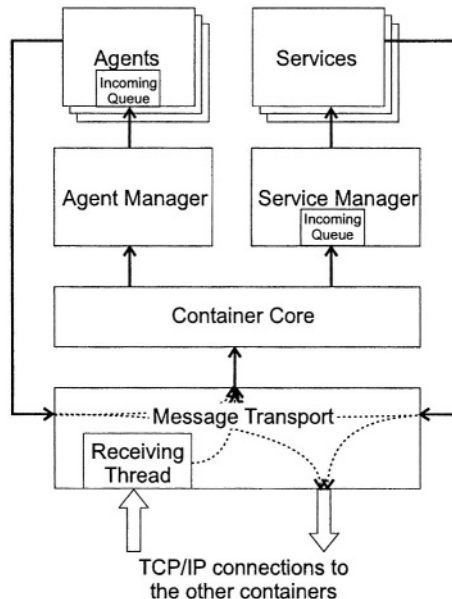 Agents
Incoming
Queue
Services
Agent Manager
Service Manager
Incoming
Queue
Container Core
Message Transport
Receiving
Thread
TCP/IP connections to
the other containers